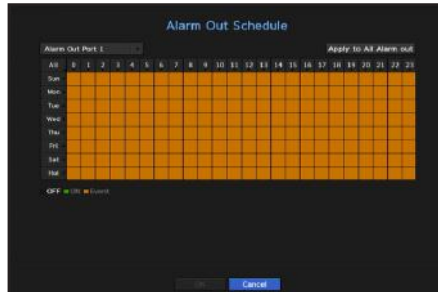 Alarm Out Schedule
Alarm Out Port 1 Apply to All Alarm out
All 0 1 2 3 4 5 6 7 8 9 10 11 12 13 14 15 16 17 18 19 20 21 22 23
Sun
Mon
Tue
Wed
Thu
Fri
Sat
Hol
OFF ON Event
OK Cancel